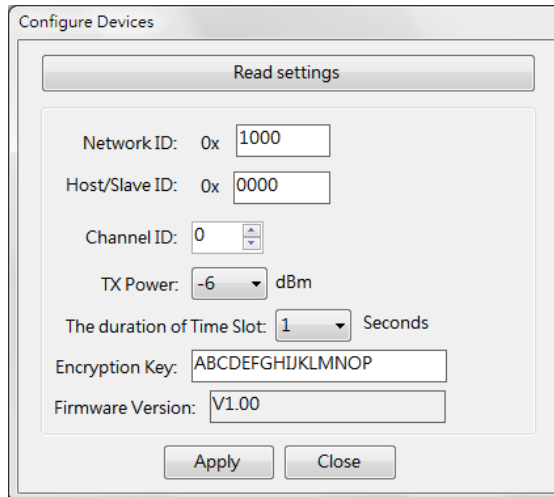 Configure Devices
Read settings
Network ID: 0x 1000
Host/Slave ID: 0x 0000
Channel ID: 0
TX Power: -6 dBm
The duration of Time Slot: 1 Seconds
Encryption Key: ABCDEFGHIJKLMNOP
Firmware Version: V1.00
Apply Close